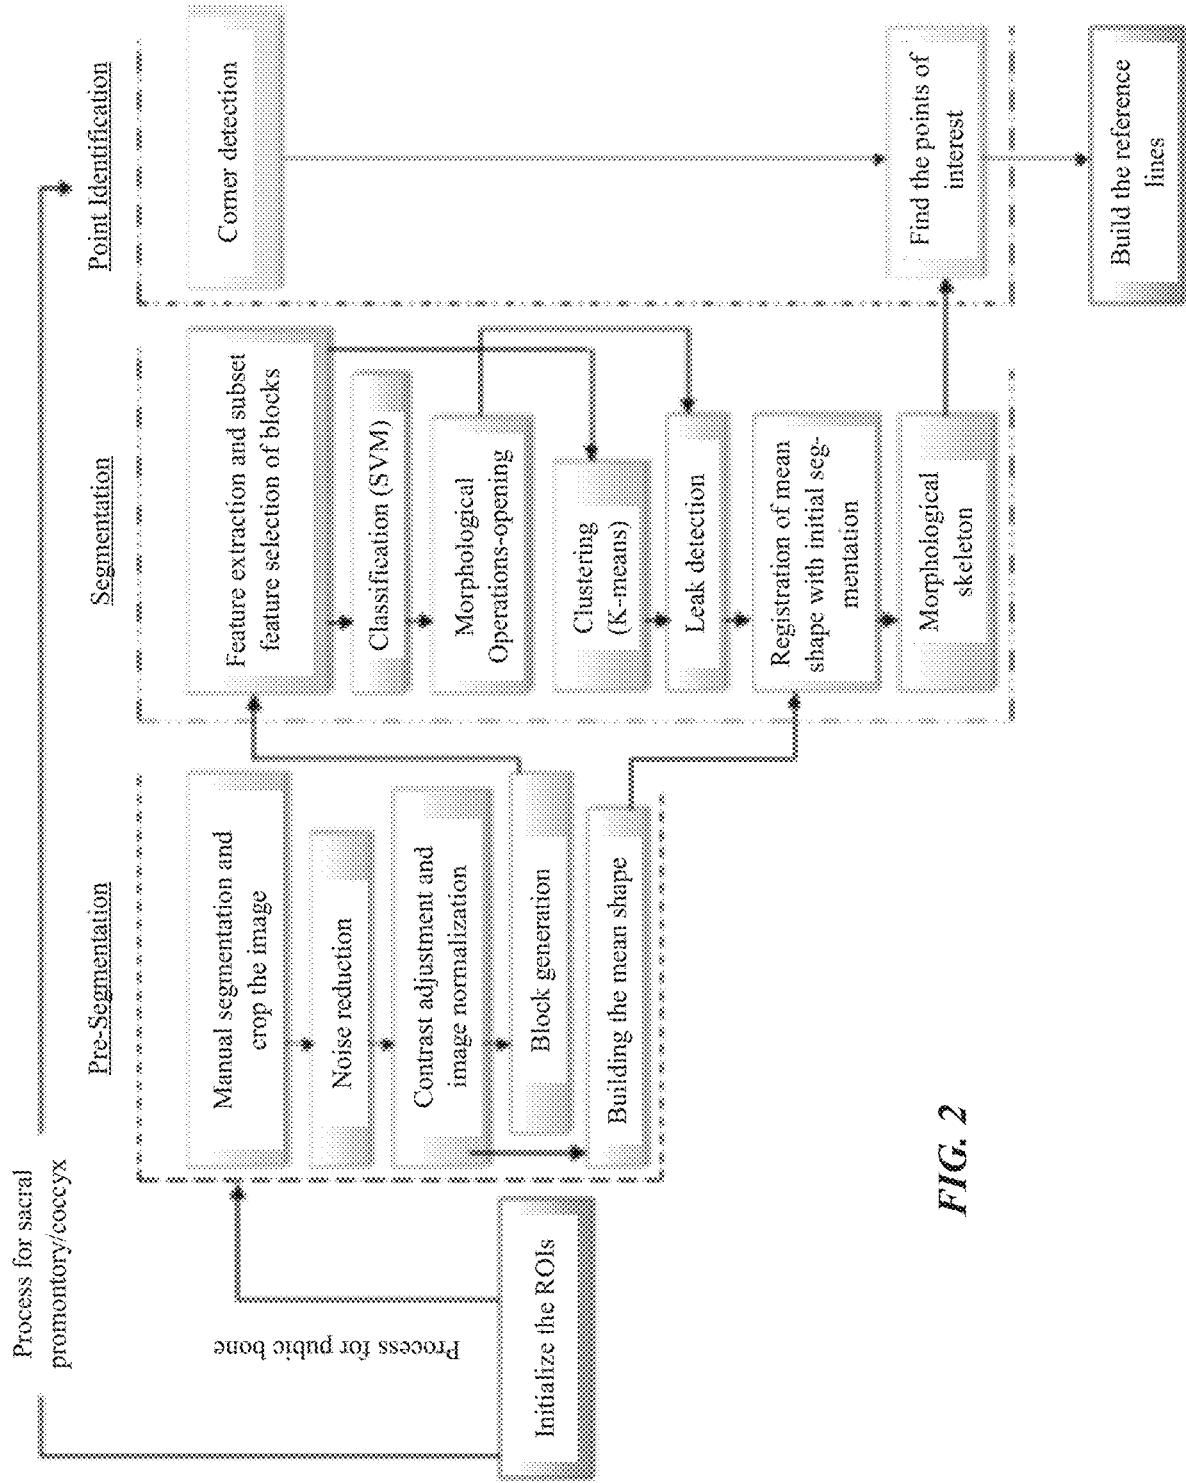 Process for sacral
promontory/coccyx
Process for pubic bone
Initialize the ROIs
Pre-Segmentation
Manual segmentation and
crop the image
Noise reduction
Contrast adjustment and
image normalization
Block generation
Building the mean shape
Segmentation
Feature extraction and subset
feature selection of blocks
Classification (SVM)
Morphological
Operations-opening
Clustering
(K-means)
Leak detection
Registration of mean
shape with initial seg-
mentation
Morphological
skeleton
Point Identification
Corner detection
Find the points of
interest
Build the reference
lines
FIG. 2